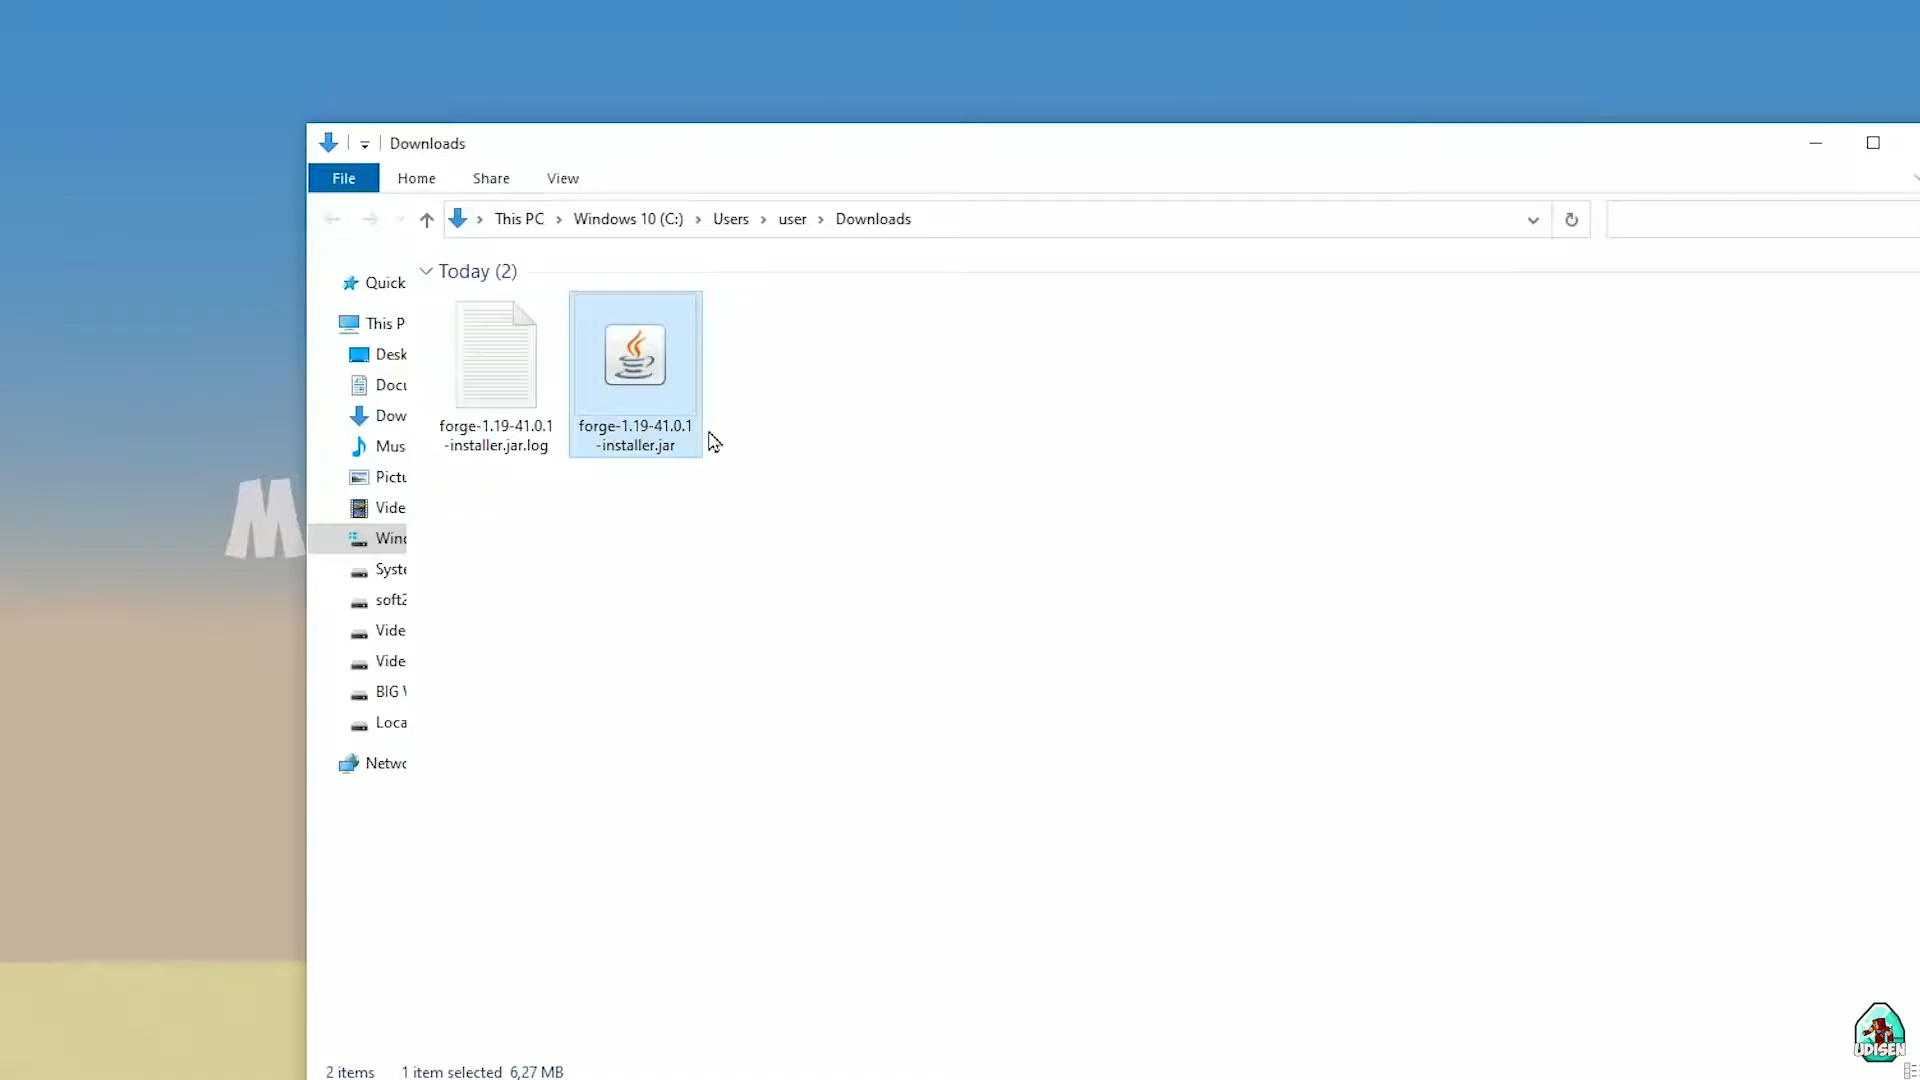 Downloads
File Home Share View
This PC Windows 10 (C:) Users user Downloads
Today (2)
Quick
This P
Desk
Docu
Dow
Mus
Pictu
Vide
Wind
Syste
soft2
Vide
Vide
BIG
Loca
Netwo
forge-1.19-41.0.1
-installer.jar.log
forge-1.19-41.0.1
-installer.jar
M
2 items 1 item selected 6,27 MB
UDISEN